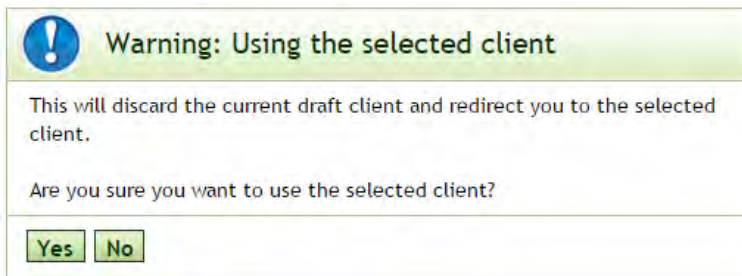 Warning: Using the selected client
This will discard the current draft client and redirect you to the selected
client.
Are you sure you want to use the selected client?
Yes No